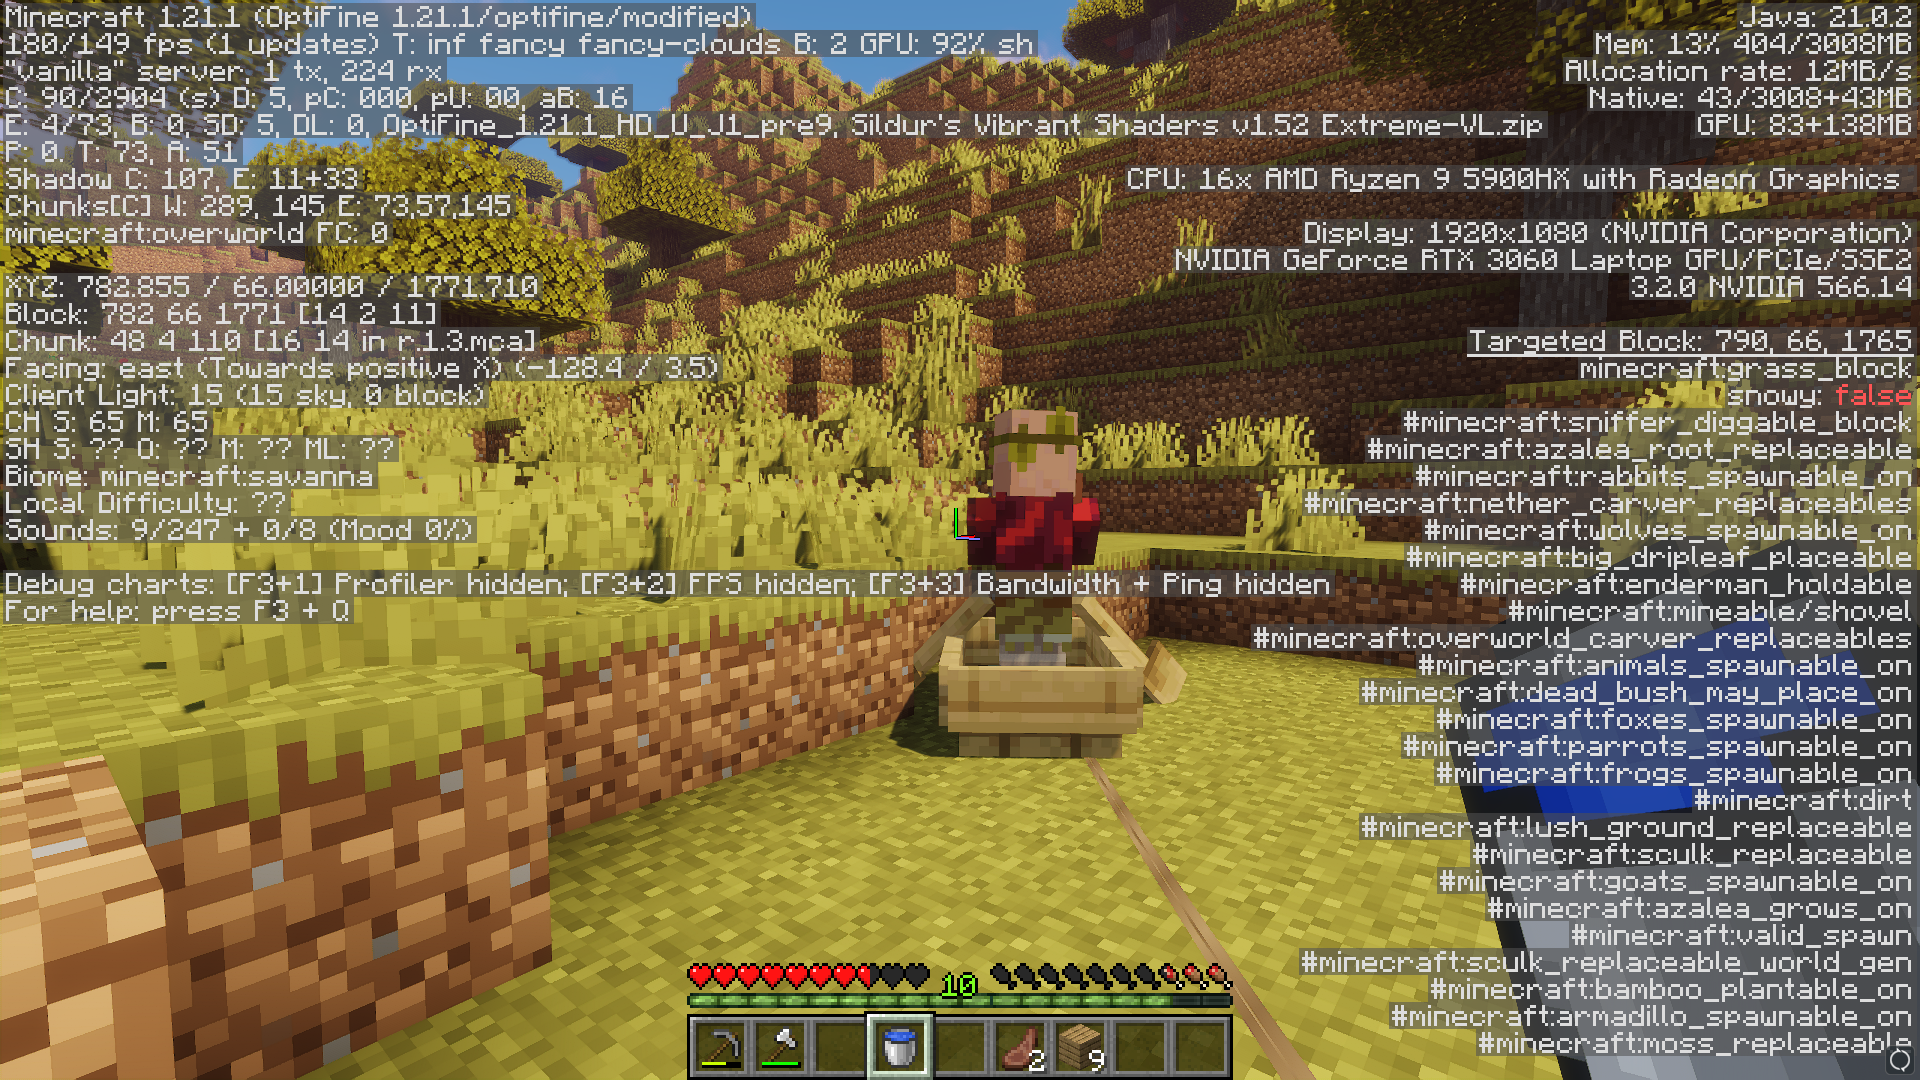 Minecraft 1.21.1 (OptiFine 1.21.1/optifine/modified)
180/149 fps (1 updates) T: inf fancy fancy-clouds B: 2 GPU: 92% sh
"vanilla" server, 1 tx, 224 rx
C: 90/2904 (s) D: 5, pC: 000, pU: 00, aB: 16
E: 4/73, B: 0, SD: 5, DL: 0, OptiFine_1.21.1_HD_U_J1_pre9, Sildur's Vibrant Shaders v1.52 Extreme-VL.zip
P: 0. T: 73, A: 51
Shadow C: 107, E: 11+33
Chunks[C] W: 289, 145 E: 73,57,145
minecraft:overworld FC: 0
XYZ: 782.855 / 66.00000 / 1771.710
Block: 782 66 1771 [14 2 11]
Chunk: 48 4 110 [16 14 in r.1.3.mca]
Facing: east (Towards positive X) (-128.4 / 3.5)
Client Light: 15 (15 sky, 0 block)
CH S: 65 M: 65
SH S: ?? O: ?? M: ?? ML: ??
Biome: minecraft:savanna
Local Difficulty: ??
Sounds: 9/247 + 0/8 (Mood 0%)
Debug charts: [F3+1] Profiler hidden; [F3+2] FPS hidden; [F3+3] Bandwidth + Ping hidden
For help: press F3 + Q
Java: 21.0.2
Mem: 13% 404/3008MB
Allocation rate: 12MB/s
Native: 43/3008+43MB
GPU: 83+138MB
CPU: 16x AMD Ryzen 9 5900HX with Radeon Graphics
Display: 1920x1080 (NVIDIA Corporation)
NVIDIA GeForce RTX 3060 Laptop GPU/PCIe/SSE2
3.2.0 NVIDIA 566.14
Targeted Block: 790, 66, 1765
minecraft:grass_block
snowy: false
#minecraft:sniffer_diggable_block
#minecraft:azalea_root_replaceable
#minecraft:rabbits_spawnable_on
#minecraft:nether_carver_replaceables
#minecraft:wolves_spawnable_on
#minecraft:big_dripleaf_placeable
#minecraft:enderman_holdable
#minecraft:mineable/shovel
#minecraft:overworld_carver_replaceables
#minecraft:animals_spawnable_on
#minecraft:dead_bush_may_place_on
#minecraft:foxes_spawnable_on
#minecraft:parrots_spawnable_on
#minecraft:frogs_spawnable_on
#minecraft:dirt
#minecraft:lush_ground_replaceable
#minecraft:sculk_replaceable
#minecraft:goats_spawnable_on
#minecraft:azalea_grows_on
#minecraft:valid_spawn
#minecraft:sculk_replaceable_world_gen
#minecraft:bamboo_plantable_on
#minecraft:armadillo_spawnable_on
#minecraft:moss_replaceable
10
2
9